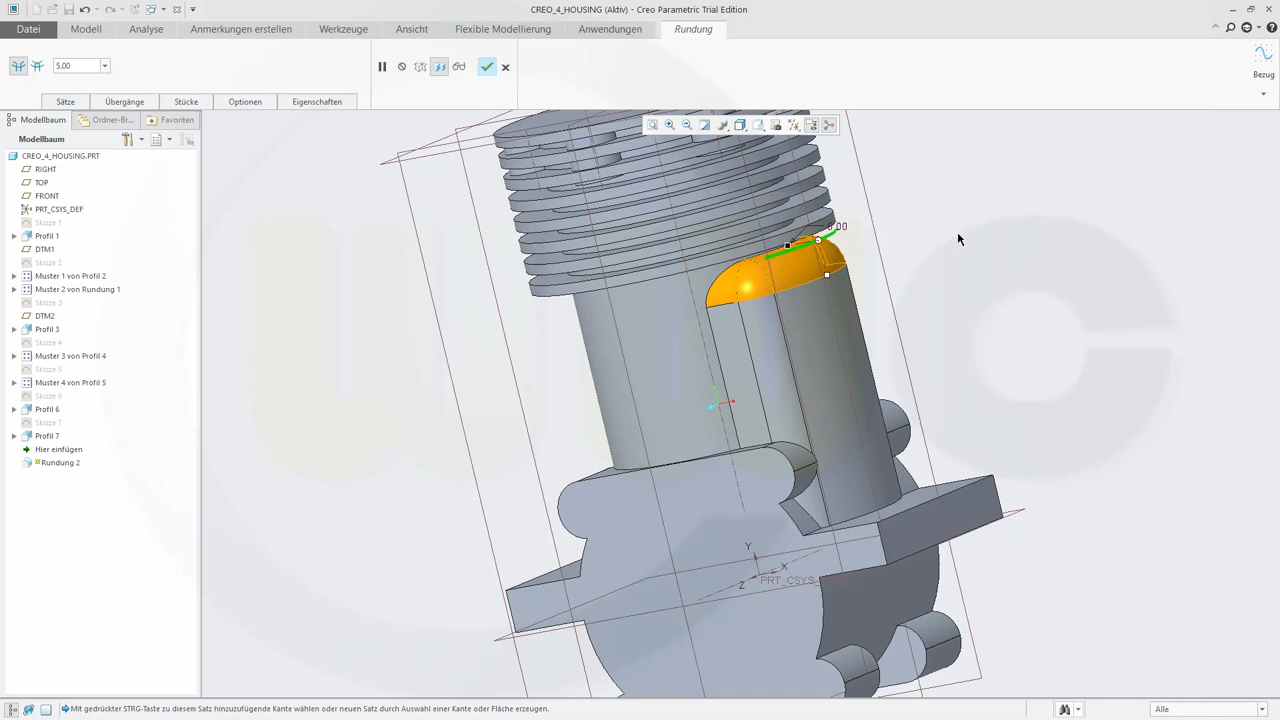 CREO_4_HOUSING (Aktiv) - Creo Parametric Trial Edition
Datei Modell Analyse Anmerkungen erstellen Werkzeuge Ansicht Flexible Modellierung Anwendungen Rundung
5.00
Bezug
Sätze Übergänge Stücke Optionen Eigenschaften
Modellbaum Ordner-Br... Favoriten
Modellbaum
CREO_4_HOUSING.PRT
RIGHT
TOP
FRONT
PRT_CSYS_DEF
Skizze 1
Profil 1
DTM1
Skizze 2
Muster 1 von Profil 2
Muster 2 von Rundung 1
Skizze 3
DTM2
Profil 3
Skizze 4
Muster 3 von Profil 4
Skizze 5
Muster 4 von Profil 5
Skizze 6
Profil 6
Skizze 7
Profil 7
Hier einfügen
Rundung 2
5.00
Y
X
Z
PRT_CSYS_
Mit gedrückter STRG-Taste zu diesem Satz hinzuzufügende Kante wählen oder neuen Satz durch Auswahl einer Kante oder Fläche erzeugen.
Alle